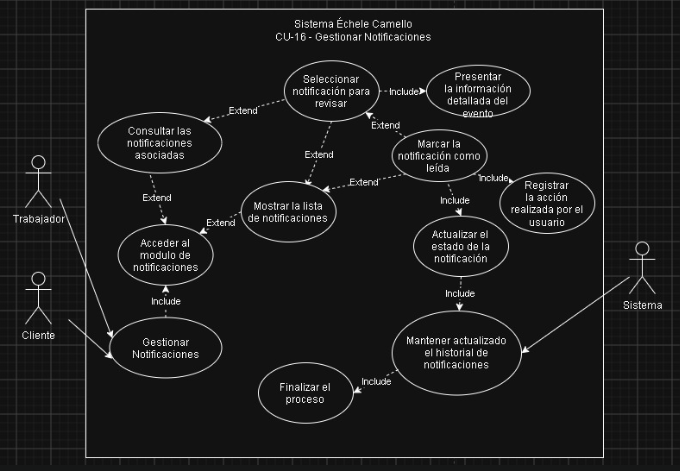 Sistema Échele Camello
CU-16 - Gestionar Notificaciones
Seleccionar
notificación para
revisar
Include
Presentar
la información
detallada del
evento
Extend
Extend
Consultar las
notificaciones
asociadas
Marcar la
notificación como
leída
Extend
Extend
Include
Registrar
la acción
realizada por el
usuario
Trabajador
Extend
Mostrar la lista
de notificaciones
Include
Extend
Acceder al
modulo de
notificaciones
Actualizar el
estado de la
notificación
Include
Include
Sistema
Cliente
Gestionar
Notificaciones
Mantener actualizado
el historial de
notificaciones
Include
Finalizar el
proceso